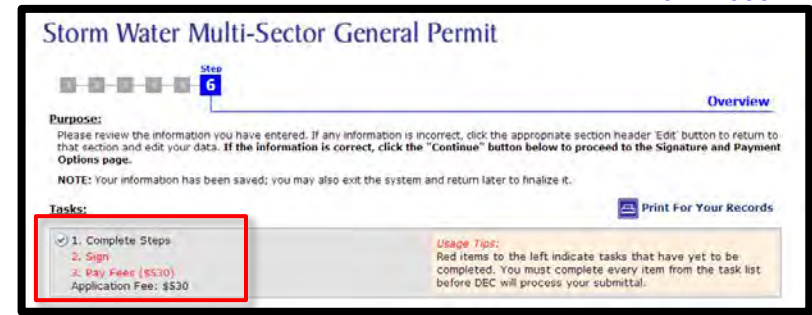 Storm Water Multi-Sector General Permit
Step
6
Overview
Purpose:
Please review the information you have entered. If any information is incorrect, click the appropriate section header 'Edit' button to return to
that section and edit your data. If the information is correct, click the "Continue" button below to proceed to the Signature and Payment
Options page.
NOTE: Your information has been saved; you may also exit the system and return later to finalize it.
Tasks:
Print For Your Records
1. Complete Steps
2. Sign
3. Pay Fees ($530)
Application Fee: $530
Usage Tips:
Red items to the left indicate tasks that have yet to be
completed. You must complete every item from the task list
before DEC will process your submittal.